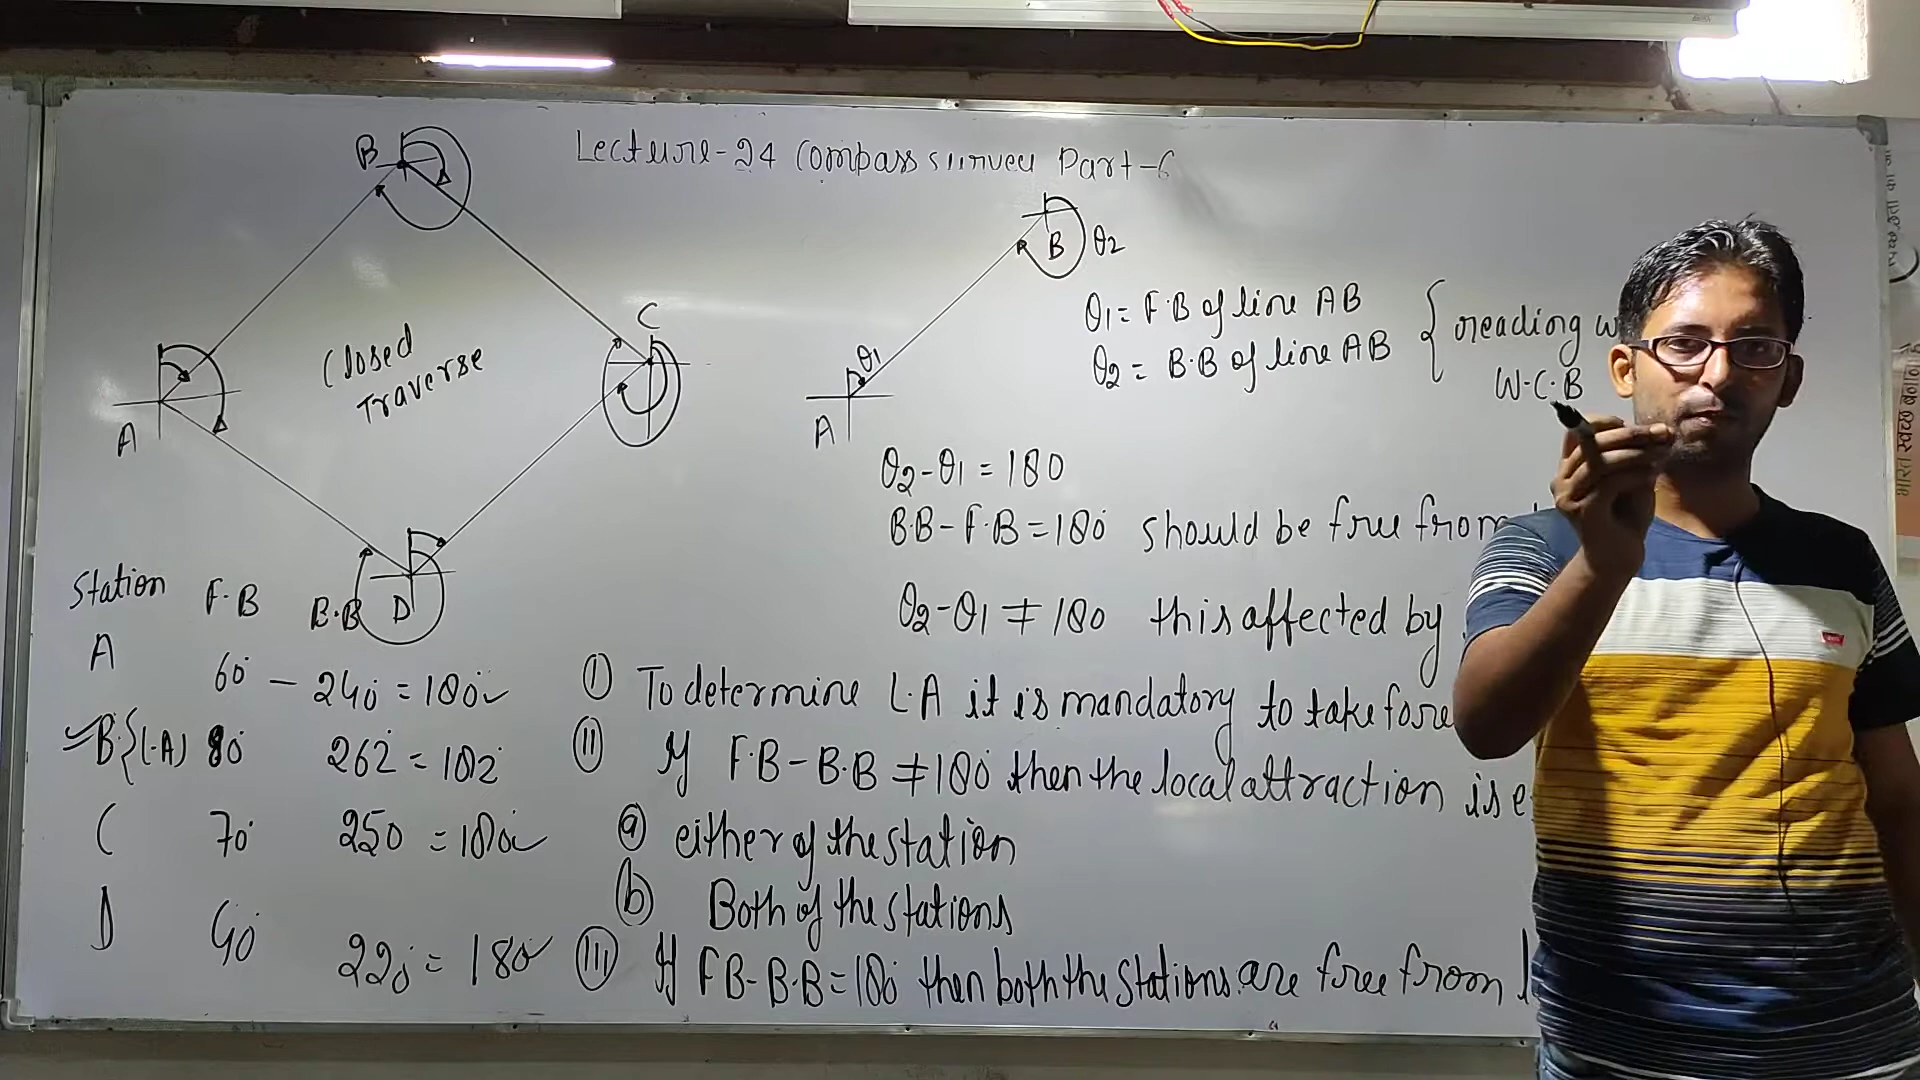 Lecture-24 Compass survey Part-6
B
C
A
D
Closed
Traverse
B
θ2
θ1
A
θ1 = F.B of line AB
θ2 = B.B of line AB
{ reading
W.C.B
θ2-θ1 = 180
B.B - F.B = 180° should be free from
θ2-θ1 ≠ 180 this affected by
Station F.B B.B
A 60° - 240° = 180° ✓
✓ B {L.A) 80° 262° = 182°
C 70° 250 = 180° ✓
D 40° 220° = 180° ✓
(I) To determine L.A it is mandatory to take fore
(II) If F.B - B.B ≠ 180° then the local attraction is
(a) either of the station
(b) Both of the stations
(III) If FB - B.B = 180° then both the stations are free from